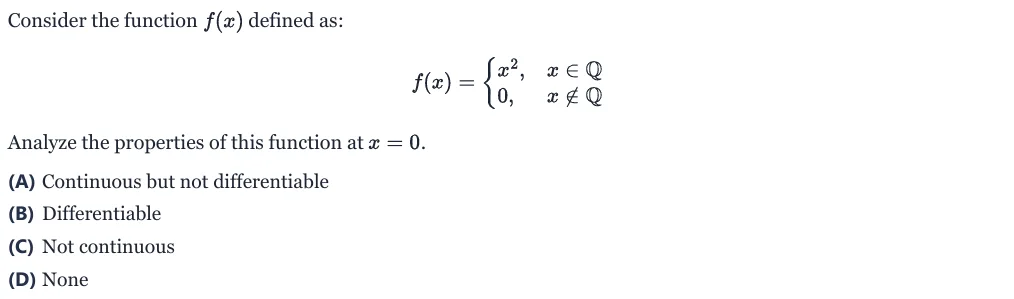 Consider the function f(x) defined as:
f(x) = { x², x ∈ ℚ
0, x ∉ ℚ
Analyze the properties of this function at x = 0.
(A) Continuous but not differentiable
(B) Differentiable
(C) Not continuous
(D) None